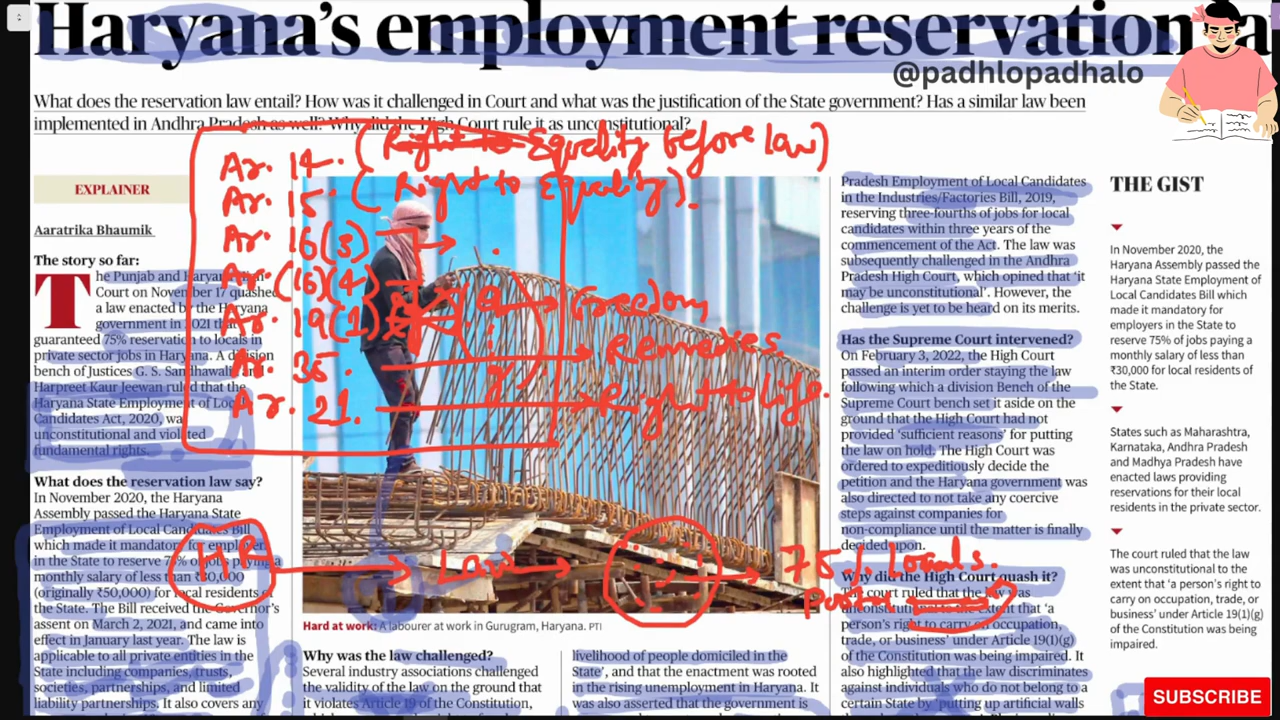 Haryana's employment reservation
@padhlopadhalo
What does the reservation law entail? How was it challenged in Court and what was the justification of the State government? Has a similar law been
implemented in Andhra Pradesh as well? Why did the High Court rule it as unconstitutional?
EXPLAINER
Aaratrika Bhaumik
The story so far:
The Punjab and Haryana High
Court on November 17 quashed
a law enacted by the Haryana
government in 2021 that
guaranteed 75% reservation to locals in
private sector jobs in Haryana. A division
bench of Justices G. S. Sandhawalia and
Harpreet Kaur Jeewan ruled that the
Haryana State Employment of Local
Candidates Act, 2020, was
unconstitutional and violated
fundamental rights.
What does the reservation law say?
In November 2020, the Haryana
Assembly passed the Haryana State
Employment of Local Candidates Bill
which made it mandatory for employer
in the State to reserve 75% of jobs paying a
monthly salary of less than ₹30,000
(originally ₹50,000) for local residents of
the State. The Bill received the Governor's
assent on March 2, 2021, and came into
effect in January last year. The law is
applicable to all private entities in the
State including companies, trusts,
societies, partnerships, and limited
liability partnerships. It also covers any
Ar. 14. (Right to Equality before law)
Ar. 15 (Right to Equality).
Ar. 16(3)
Ar. (16)(4)
Ar. 19(1) Freedom
Ar. 35. Remedies
Ar. 21. Right to Life.
HR Law 75% Locals.
Hard at work: A labourer at work in Gurugram, Haryana. PTI
Why was the law challenged?
Several industry associations challenged
the validity of the law on the ground that
it violates Article 19 of the Constitution,
livelihood of people domiciled in the
State', and that the enactment was rooted
in the rising unemployment in Haryana. It
was also asserted that the government is
Pradesh Employment of Local Candidates
in the Industries/Factories Bill, 2019,
reserving three-fourths of jobs for local
candidates within three years of the
commencement of the Act. The law was
subsequently challenged in the Andhra
Pradesh High Court, which opined that 'it
may be unconstitutional'. However, the
challenge is yet to be heard on its merits.
Has the Supreme Court intervened?
On February 3, 2022, the High Court
passed an interim order staying the law
following which a division Bench of the
Supreme Court bench set it aside on the
ground that the High Court had not
provided 'sufficient reasons' for putting
the law on hold. The High Court was
ordered to expeditiously decide the
petition and the Haryana government was
also directed to not take any coercive
steps against companies for
non-compliance until the matter is finally
decided upon.
Why did the High Court quash it?
The court ruled that the law was
unconstitutional to the extent that 'a
person's right to carry on occupation,
trade, or business' under Article 19(1)(g)
of the Constitution was being impaired. It
also highlighted that the law discriminates
against individuals who do not belong to a
certain State by 'putting up artificial walls
THE GIST
In November 2020, the
Haryana Assembly passed the
Haryana State Employment of
Local Candidates Bill which
made it mandatory for
employers in the State to
reserve 75% of jobs paying a
monthly salary of less than
₹30,000 for local residents of
the State.
States such as Maharashtra,
Karnataka, Andhra Pradesh
and Madhya Pradesh have
enacted laws providing
reservations for their local
residents in the private sector.
The court ruled that the law
was unconstitutional to the
extent that 'a person's right to
carry on occupation, trade, or
business' under Article 19(1)(g)
of the Constitution was being
impaired.
SUBSCRIBE